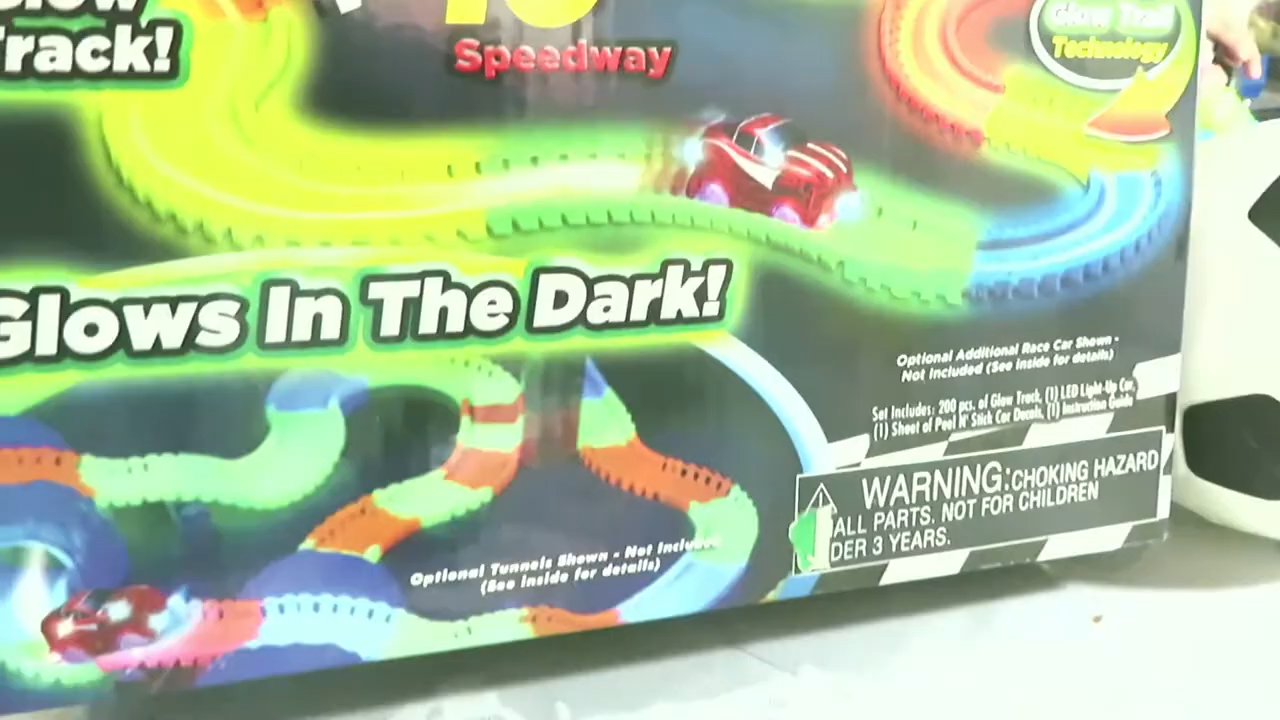 Track!
Speedway
Glow Trail
Technology
Glows In The Dark!
Optional Additional Race Car Shown -
Not Included (See inside for details)
Set Includes: 200 pcs. of Glow Track, (1) LED Light-Up Car,
(1) Sheet of Peel N' Stick Car Decals, (1) Instruction Guide
WARNING: CHOKING HAZARD
ALL PARTS. NOT FOR CHILDREN
DER 3 YEARS.
Optional Tunnels Shown - Not Included
(See inside for details)